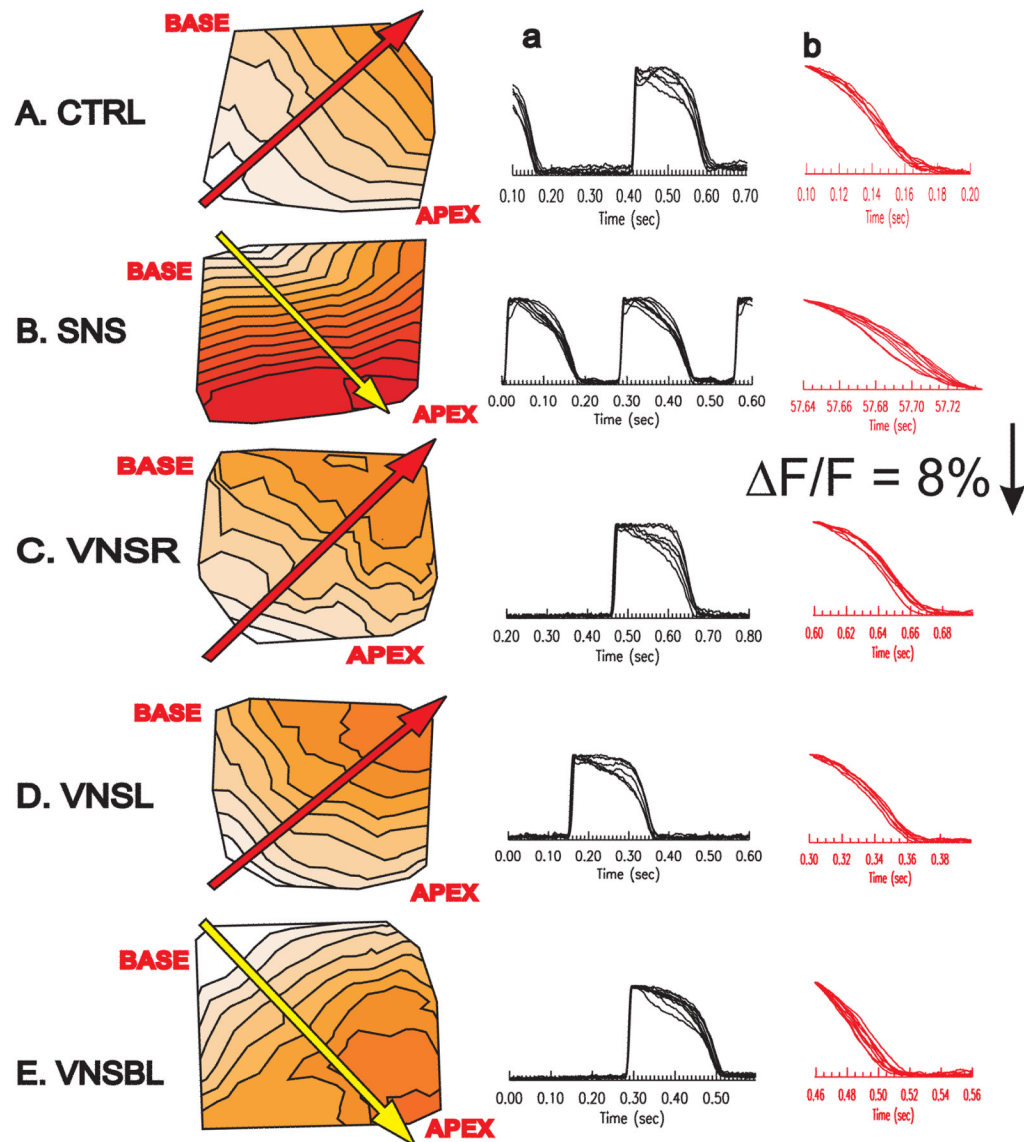 a
b
BASE
A. CTRL
APEX
0.10 0.20 0.30 0.40 0.50 0.60 0.70
Time (sec)
0.10 0.12 0.14 0.16 0.18 0.20
Time (sec)
BASE
B. SNS
APEX
0.00 0.10 0.20 0.30 0.40 0.50 0.60
Time (sec)
57.64 57.66 57.68 57.70 57.72
Time (sec)
ΔF/F = 8%
BASE
C. VNSR
APEX
0.20 0.30 0.40 0.50 0.60 0.70 0.80
Time (sec)
0.60 0.62 0.64 0.66 0.68
Time (sec)
BASE
D. VNSL
APEX
0.00 0.10 0.20 0.30 0.40 0.50 0.60
Time (sec)
0.30 0.32 0.34 0.36 0.38
Time (sec)
BASE
E. VNSBL
APEX
0.00 0.10 0.20 0.30 0.40 0.50
Time (sec)
0.46 0.48 0.50 0.52 0.54 0.56
Time (sec)